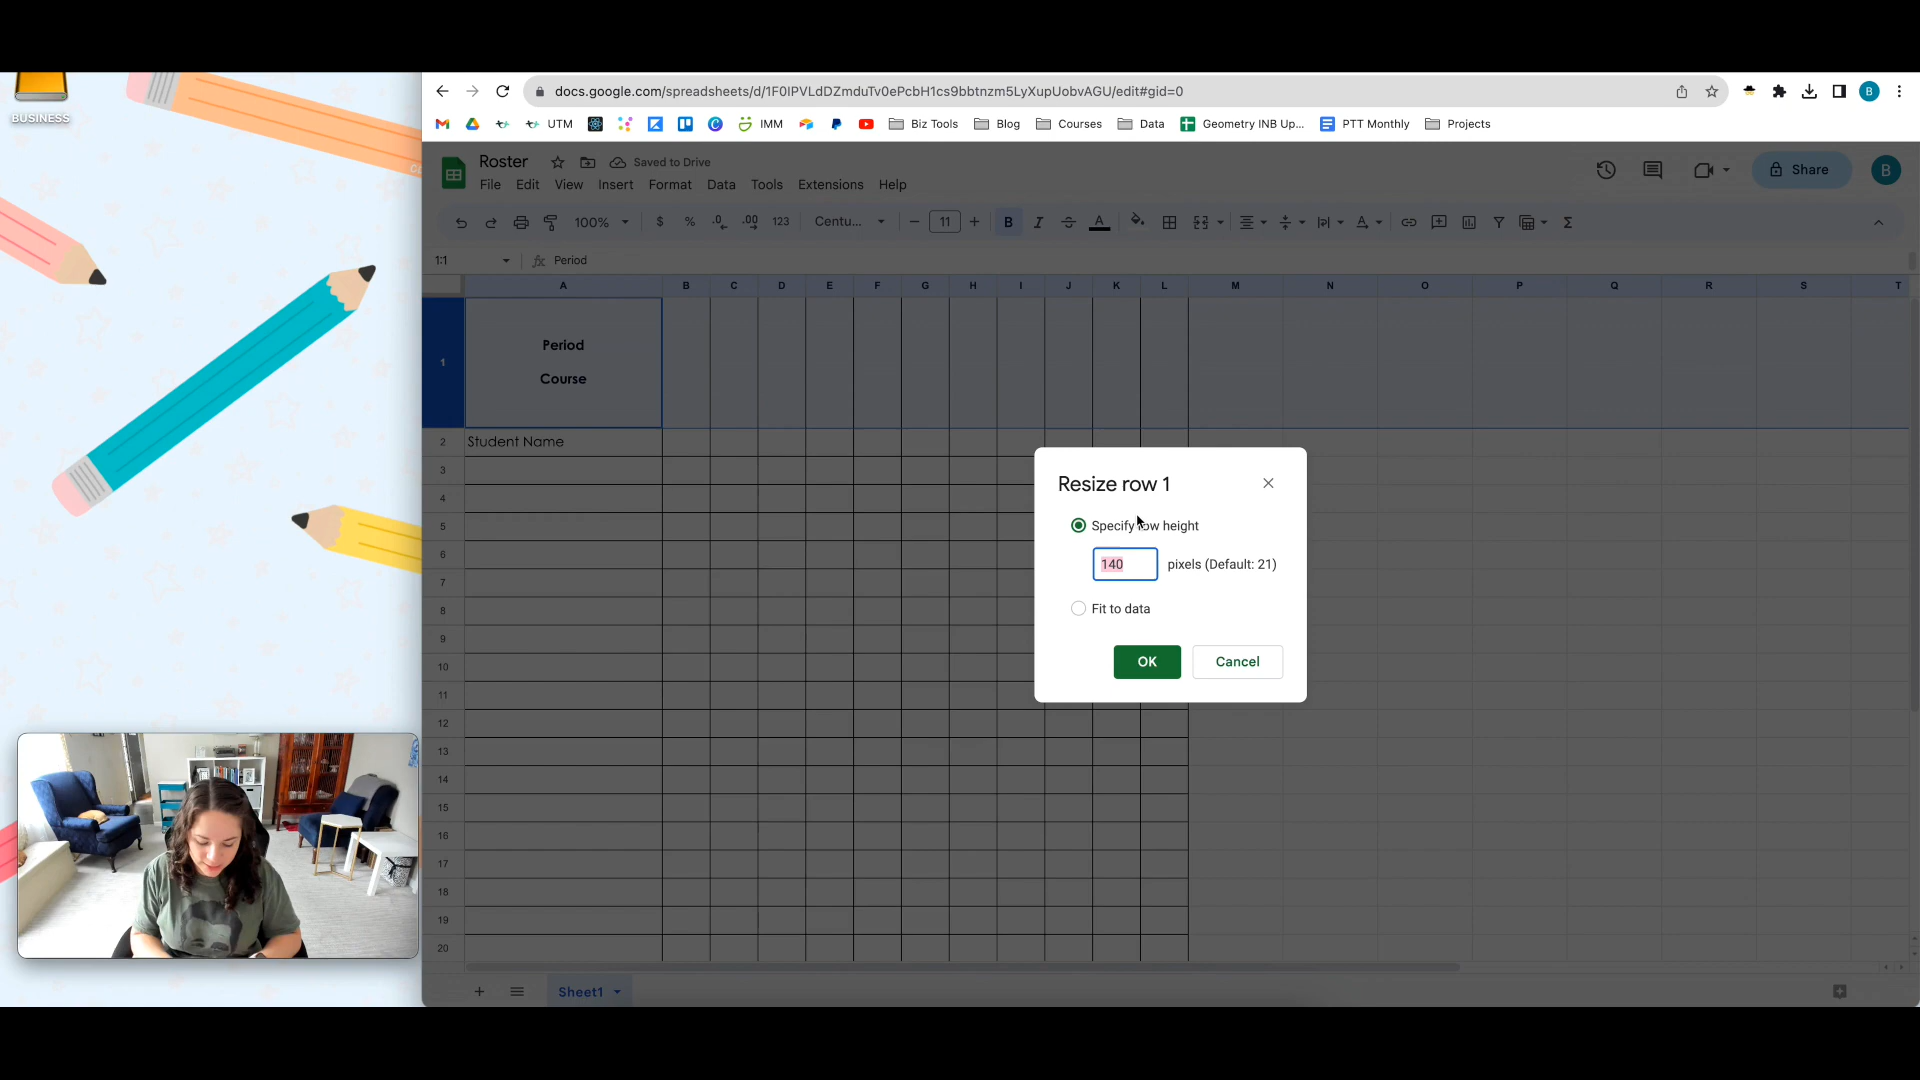 BUSINESS
docs.google.com/spreadsheets/d/1F0IPVLdDZmduTv0ePcbH1cs9bbtnzm5LyXupUobvAGU/edit#gid=0
B
UTM
IMM
Biz Tools
Blog
Courses
Data
Geometry INB Up...
PTT Monthly
Projects
Roster
Saved to Drive
File Edit View Insert Format Data Tools Extensions Help
Share
B
100%
$ % .0 .00 123
Centu...
11
B I S A
1:1
fx Period
A B C D E F G H I J K L M N O P Q R S T
1
Period
Course
2 Student Name
3
4
5
6
7
8
9
10
11
12
13
14
15
16
17
18
19
20
Resize row 1
Specify row height
140 pixels (Default: 21)
Fit to data
OK Cancel
Sheet1